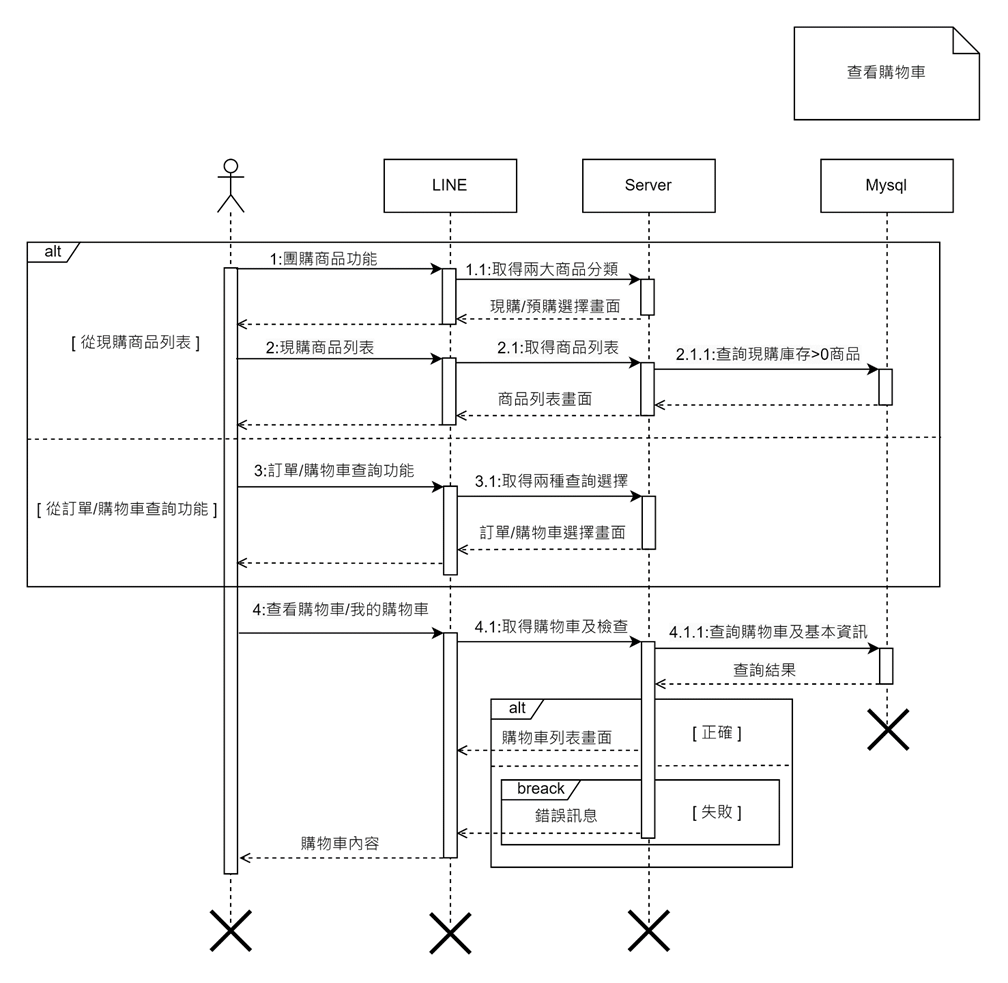 查看購物車
LINE
Server
Mysql
alt
1:團購商品功能
1.1:取得兩大商品分類
現購/預購選擇畫面
[ 從現購商品列表 ]
2:現購商品列表
2.1:取得商品列表
2.1.1:查詢現購庫存>0商品
商品列表畫面
3:訂單/購物車查詢功能
3.1:取得兩種查詢選擇
[ 從訂單/購物車查詢功能 ]
訂單/購物車選擇畫面
4:查看購物車/我的購物車
4.1:取得購物車及檢查
4.1.1:查詢購物車及基本資訊
查詢結果
alt
購物車列表畫面
[ 正確 ]
breack
錯誤訊息
[ 失敗 ]
購物車內容